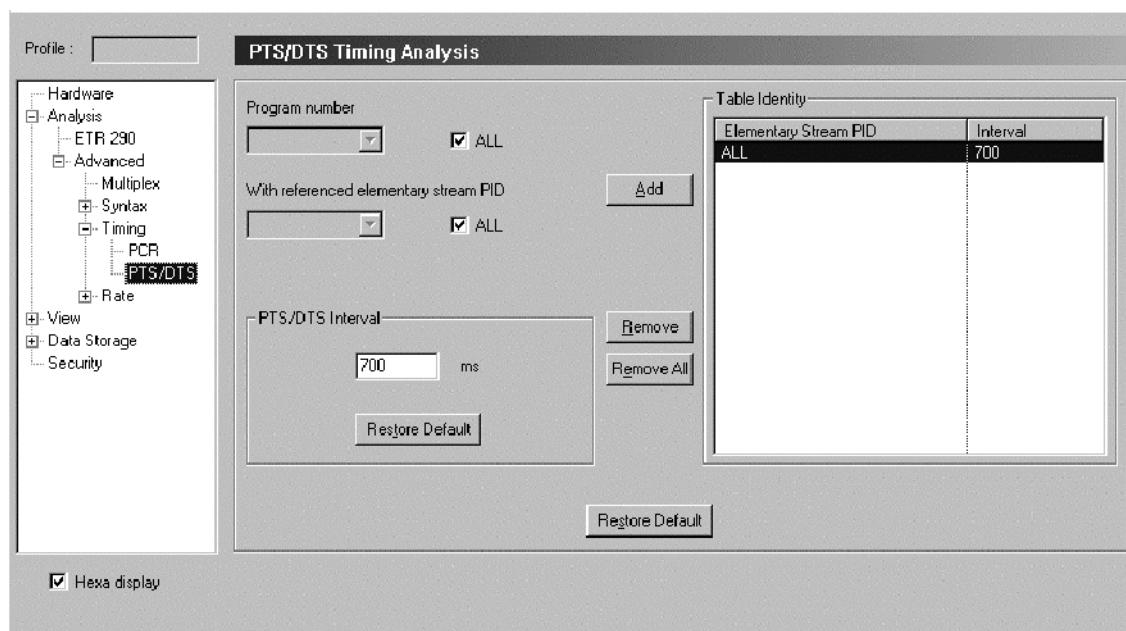 Profile :
PTS/DTS Timing Analysis
Hardware
Analysis
ETR 290
Advanced
Multiplex
Syntax
Timing
PCR
PTS/DTS
Rate
View
Data Storage
Security
Hexa display
Program number
ALL
With referenced elementary stream PID
ALL
PTS/DTS Interval
700 ms
Restore Default
Add
Remove
Remove All
Table Identity
Elementary Stream PID Interval
ALL 700
Restore Default